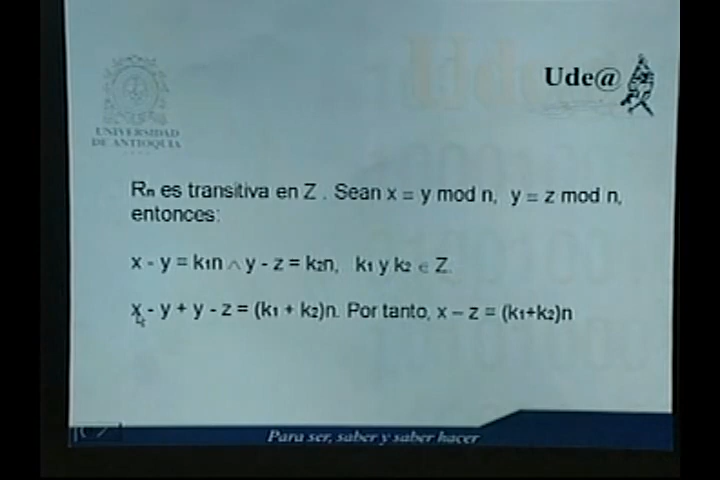 Ude@
UNIVERSIDAD
DE ANTIOQUIA
Rn es transitiva en Z . Sean x = y mod n, y = z mod n,
entonces:
x - y = k1n ∧ y - z = k2n, k1 y k2 ∈ Z.
x - y + y - z = (k1 + k2)n. Por tanto, x – z = (k1+k2)n
Para ser, saber y saber hacer